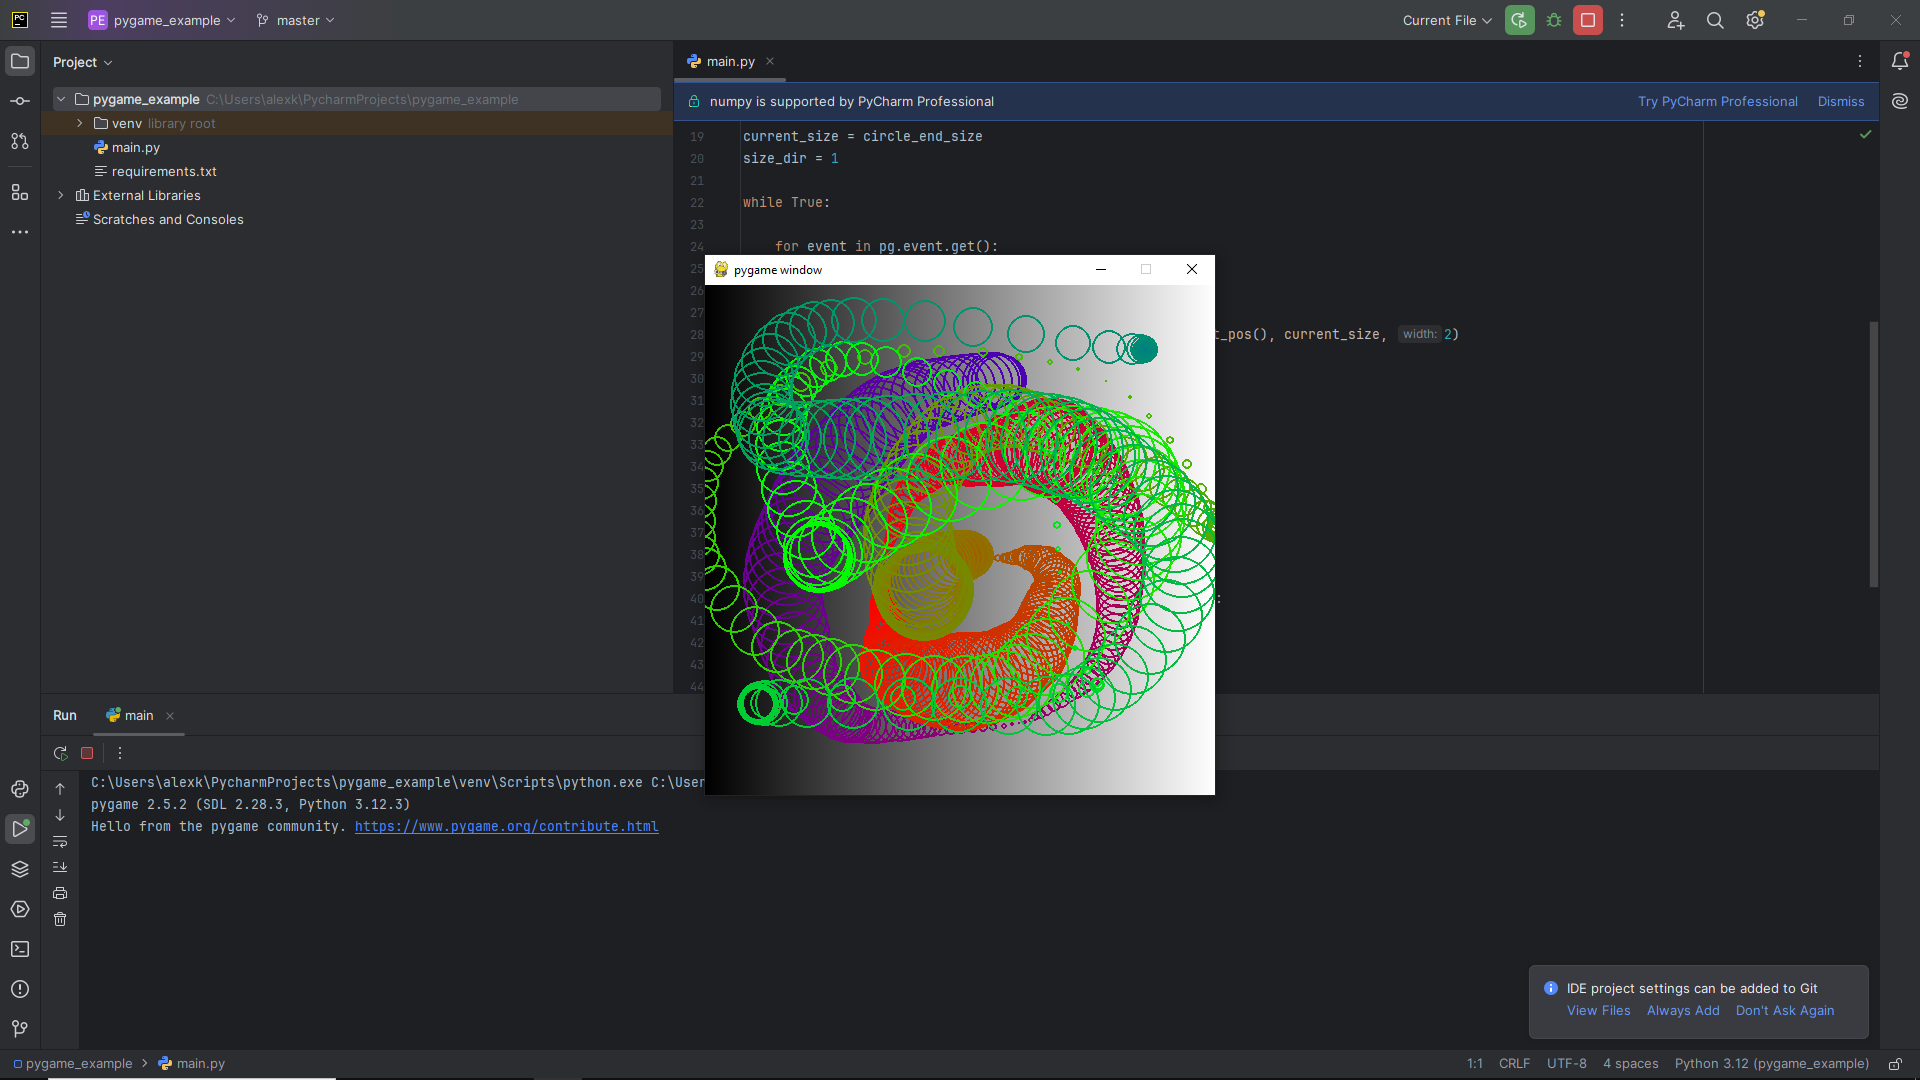 PC
PE pygame_example
master
Current File
Project
main.py
pygame_example C:\Users\alexk\PycharmProjects\pygame_example
venv library root
main.py
requirements.txt
External Libraries
Scratches and Consoles
numpy is supported by PyCharm Professional
Try PyCharm Professional
Dismiss
19 current_size = circle_end_size
20 size_dir = 1
21
22 while True:
23
24 for event in pg.event.get():
25
26
27
28 t_pos(), current_size, width: 2)
29
30
31
32
33
34
35
36
37
38
39
40 :
41
42
43
44
pygame window
Run
main
C:\Users\alexk\PycharmProjects\pygame_example\venv\Scripts\python.exe C:\User
pygame 2.5.2 (SDL 2.28.3, Python 3.12.3)
Hello from the pygame community. https://www.pygame.org/contribute.html
IDE project settings can be added to Git
View Files
Always Add
Don't Ask Again
pygame_example
main.py
1:1
CRLF
UTF-8
4 spaces
Python 3.12 (pygame_example)